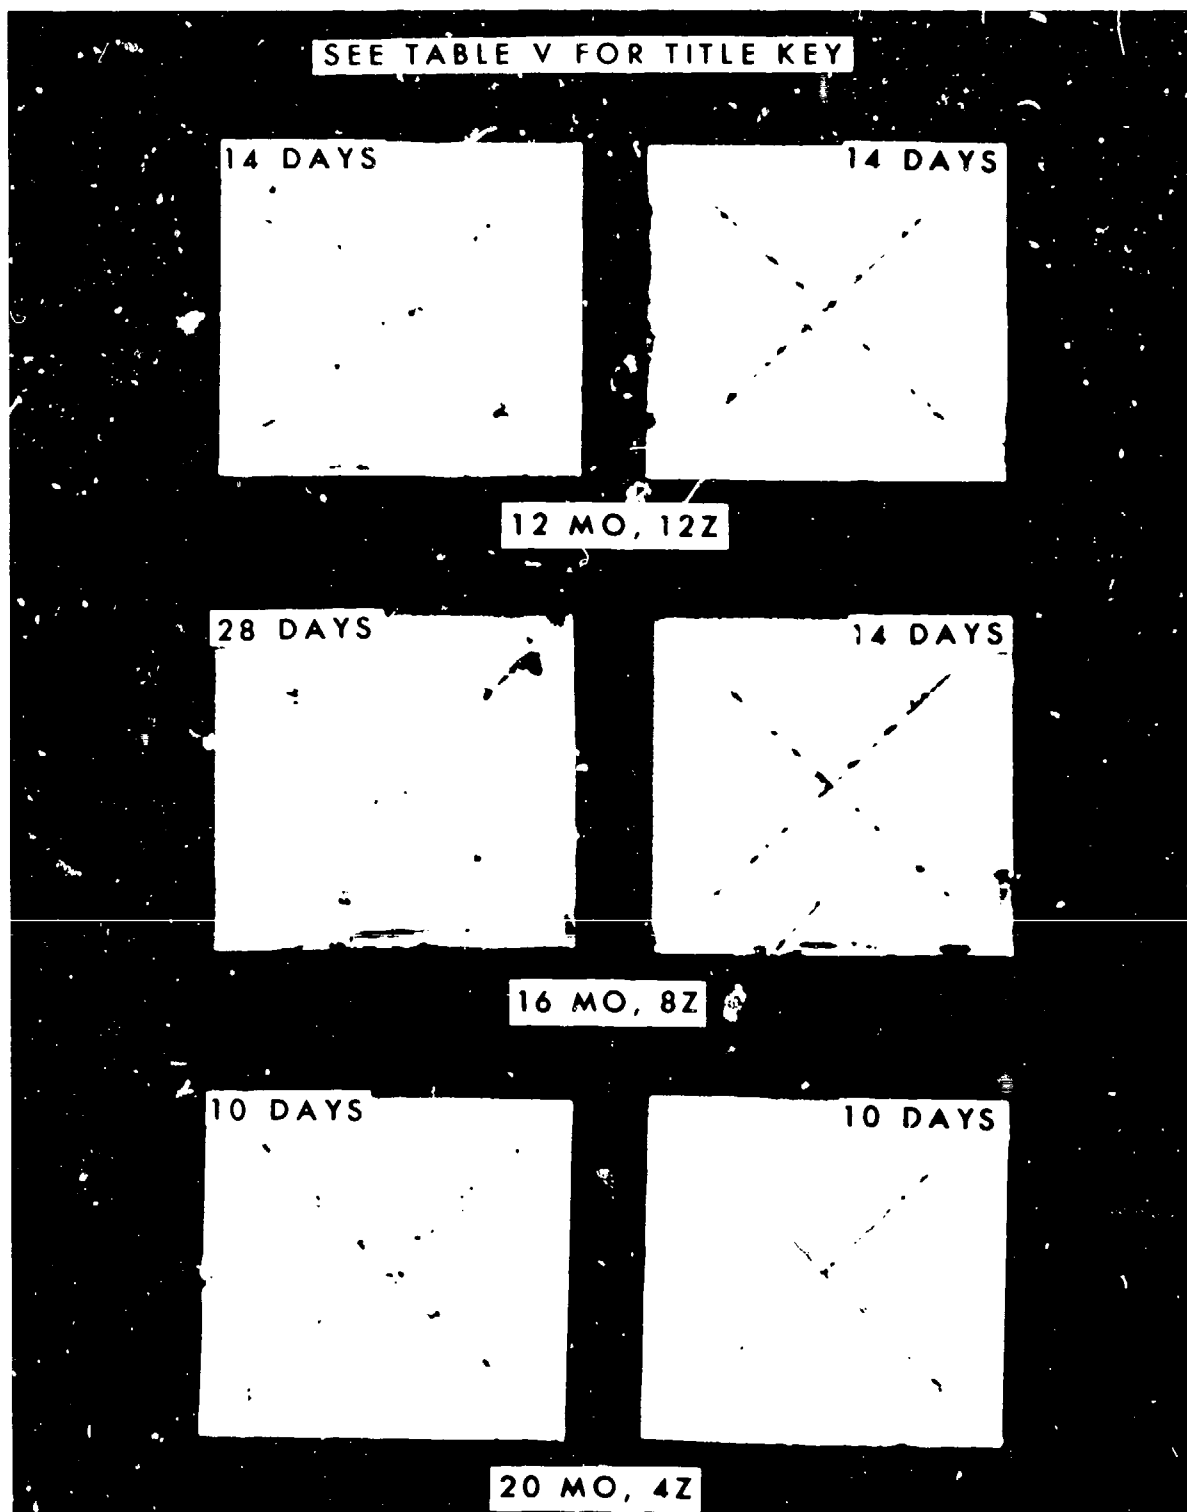 SEE TABLE V FOR TITLE KEY
14 DAYS
14 DAYS
12 MO, 12Z
28 DAYS
14 DAYS
16 MO, 8Z
10 DAYS
10 DAYS
20 MO, 4Z